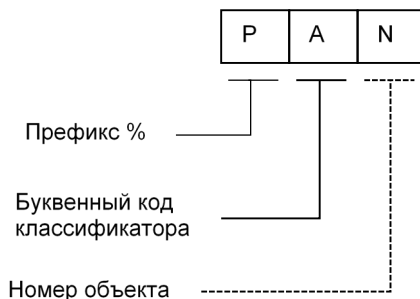 P A N
Префикс %
Буквенный код
классификатора
Номер объекта